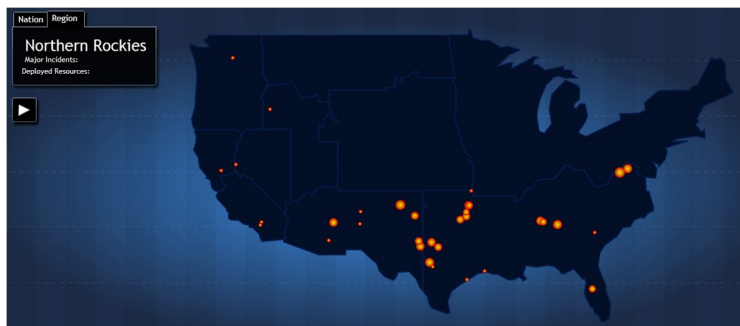 Nation Region
Northern Rockies
Major Incidents:
Deployed Resources: